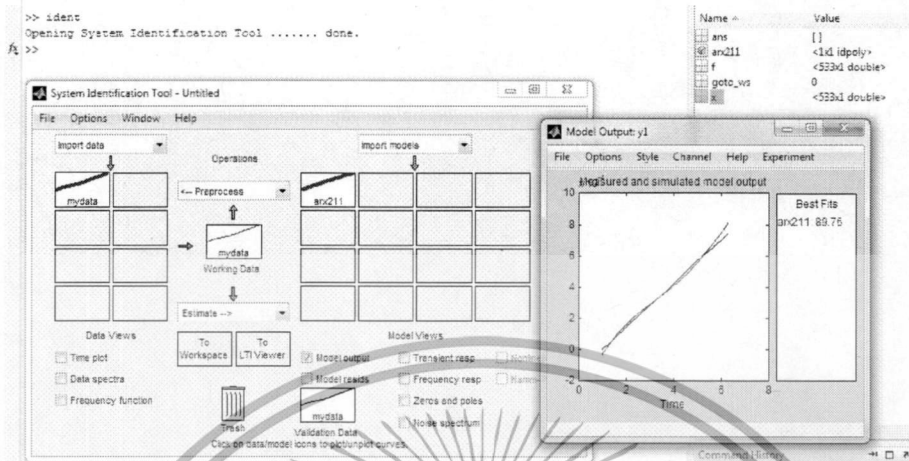 >> ident
Opening System Identification Tool ....... done.
fx >>
Name
Value
ans
[]
arx211
<1x1 idpoly>
f
<533x1 double>
goto_ws
0
x
<533x1 double>
System Identification Tool - Untitled
File Options Window Help
Import data
Import models
Operations
<-- Preprocess
mydata
arx211
mydata
Working Data
Estimate -->
Data Views
To Workspace
To LTI Viewer
Model Views
Time plot
Data spectra
Frequency function
Model output
Model resids
Transient resp
Frequency resp
Zeros and poles
Noise spectrum
Trash
mydata
Validation Data
Click on data/model icons to plot/unplot curves.
Model Output: y1
File Options Style Channel Help Experiment
Measured and simulated model output
10
8
6
4
2
0
-2
0 2 4 6 8
Time
Best Fits
arx211 89.76
Command History